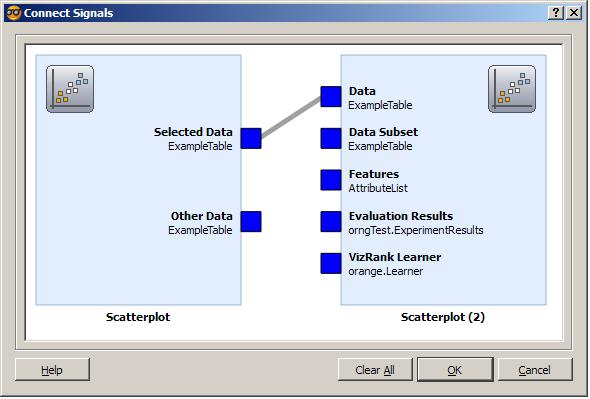 Connect Signals
Selected Data
ExampleTable
Other Data
ExampleTable
Data
ExampleTable
Data Subset
ExampleTable
Features
AttributeList
Evaluation Results
orngTest.ExperimentResults
VizRank Learner
orange.Learner
Scatterplot
Scatterplot (2)
Help
Clear All
OK
Cancel